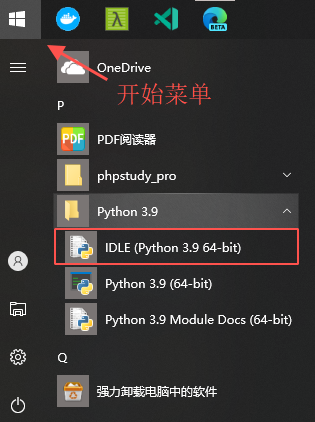 BETA
OneDrive
开始菜单
P
PDF
PDF阅读器
phpstudy_pro
Python 3.9
IDLE (Python 3.9 64-bit)
Python 3.9 (64-bit)
Python 3.9 Module Docs (64-bit)
Q
强力卸载电脑中的软件